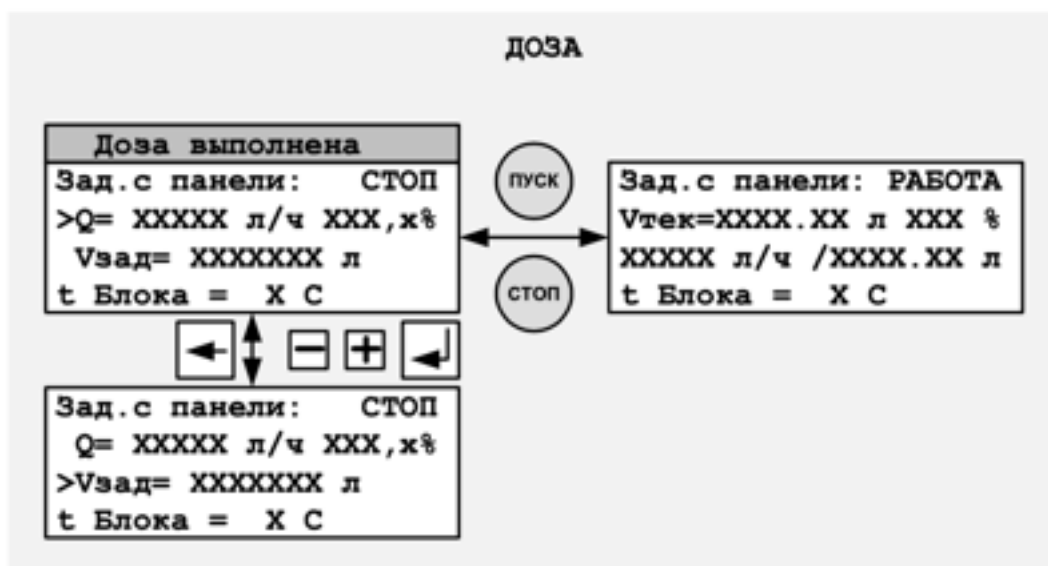 ДОЗА
Доза выполнена
Зад.с панели: СТОП
>Q= XXXXX л/ч XXX,x%
Vзад= XXXXXXX л
t Блока = X C
ПУСК
СТОП
Зад.с панели: РАБОТА
Vтек=XXXX.XX л XXX %
XXXXX л/ч /XXXX.XX л
t Блока = X C
Зад.с панели: СТОП
Q= XXXXX л/ч XXX,x%
>Vзад= XXXXXXX л
t Блока = X C